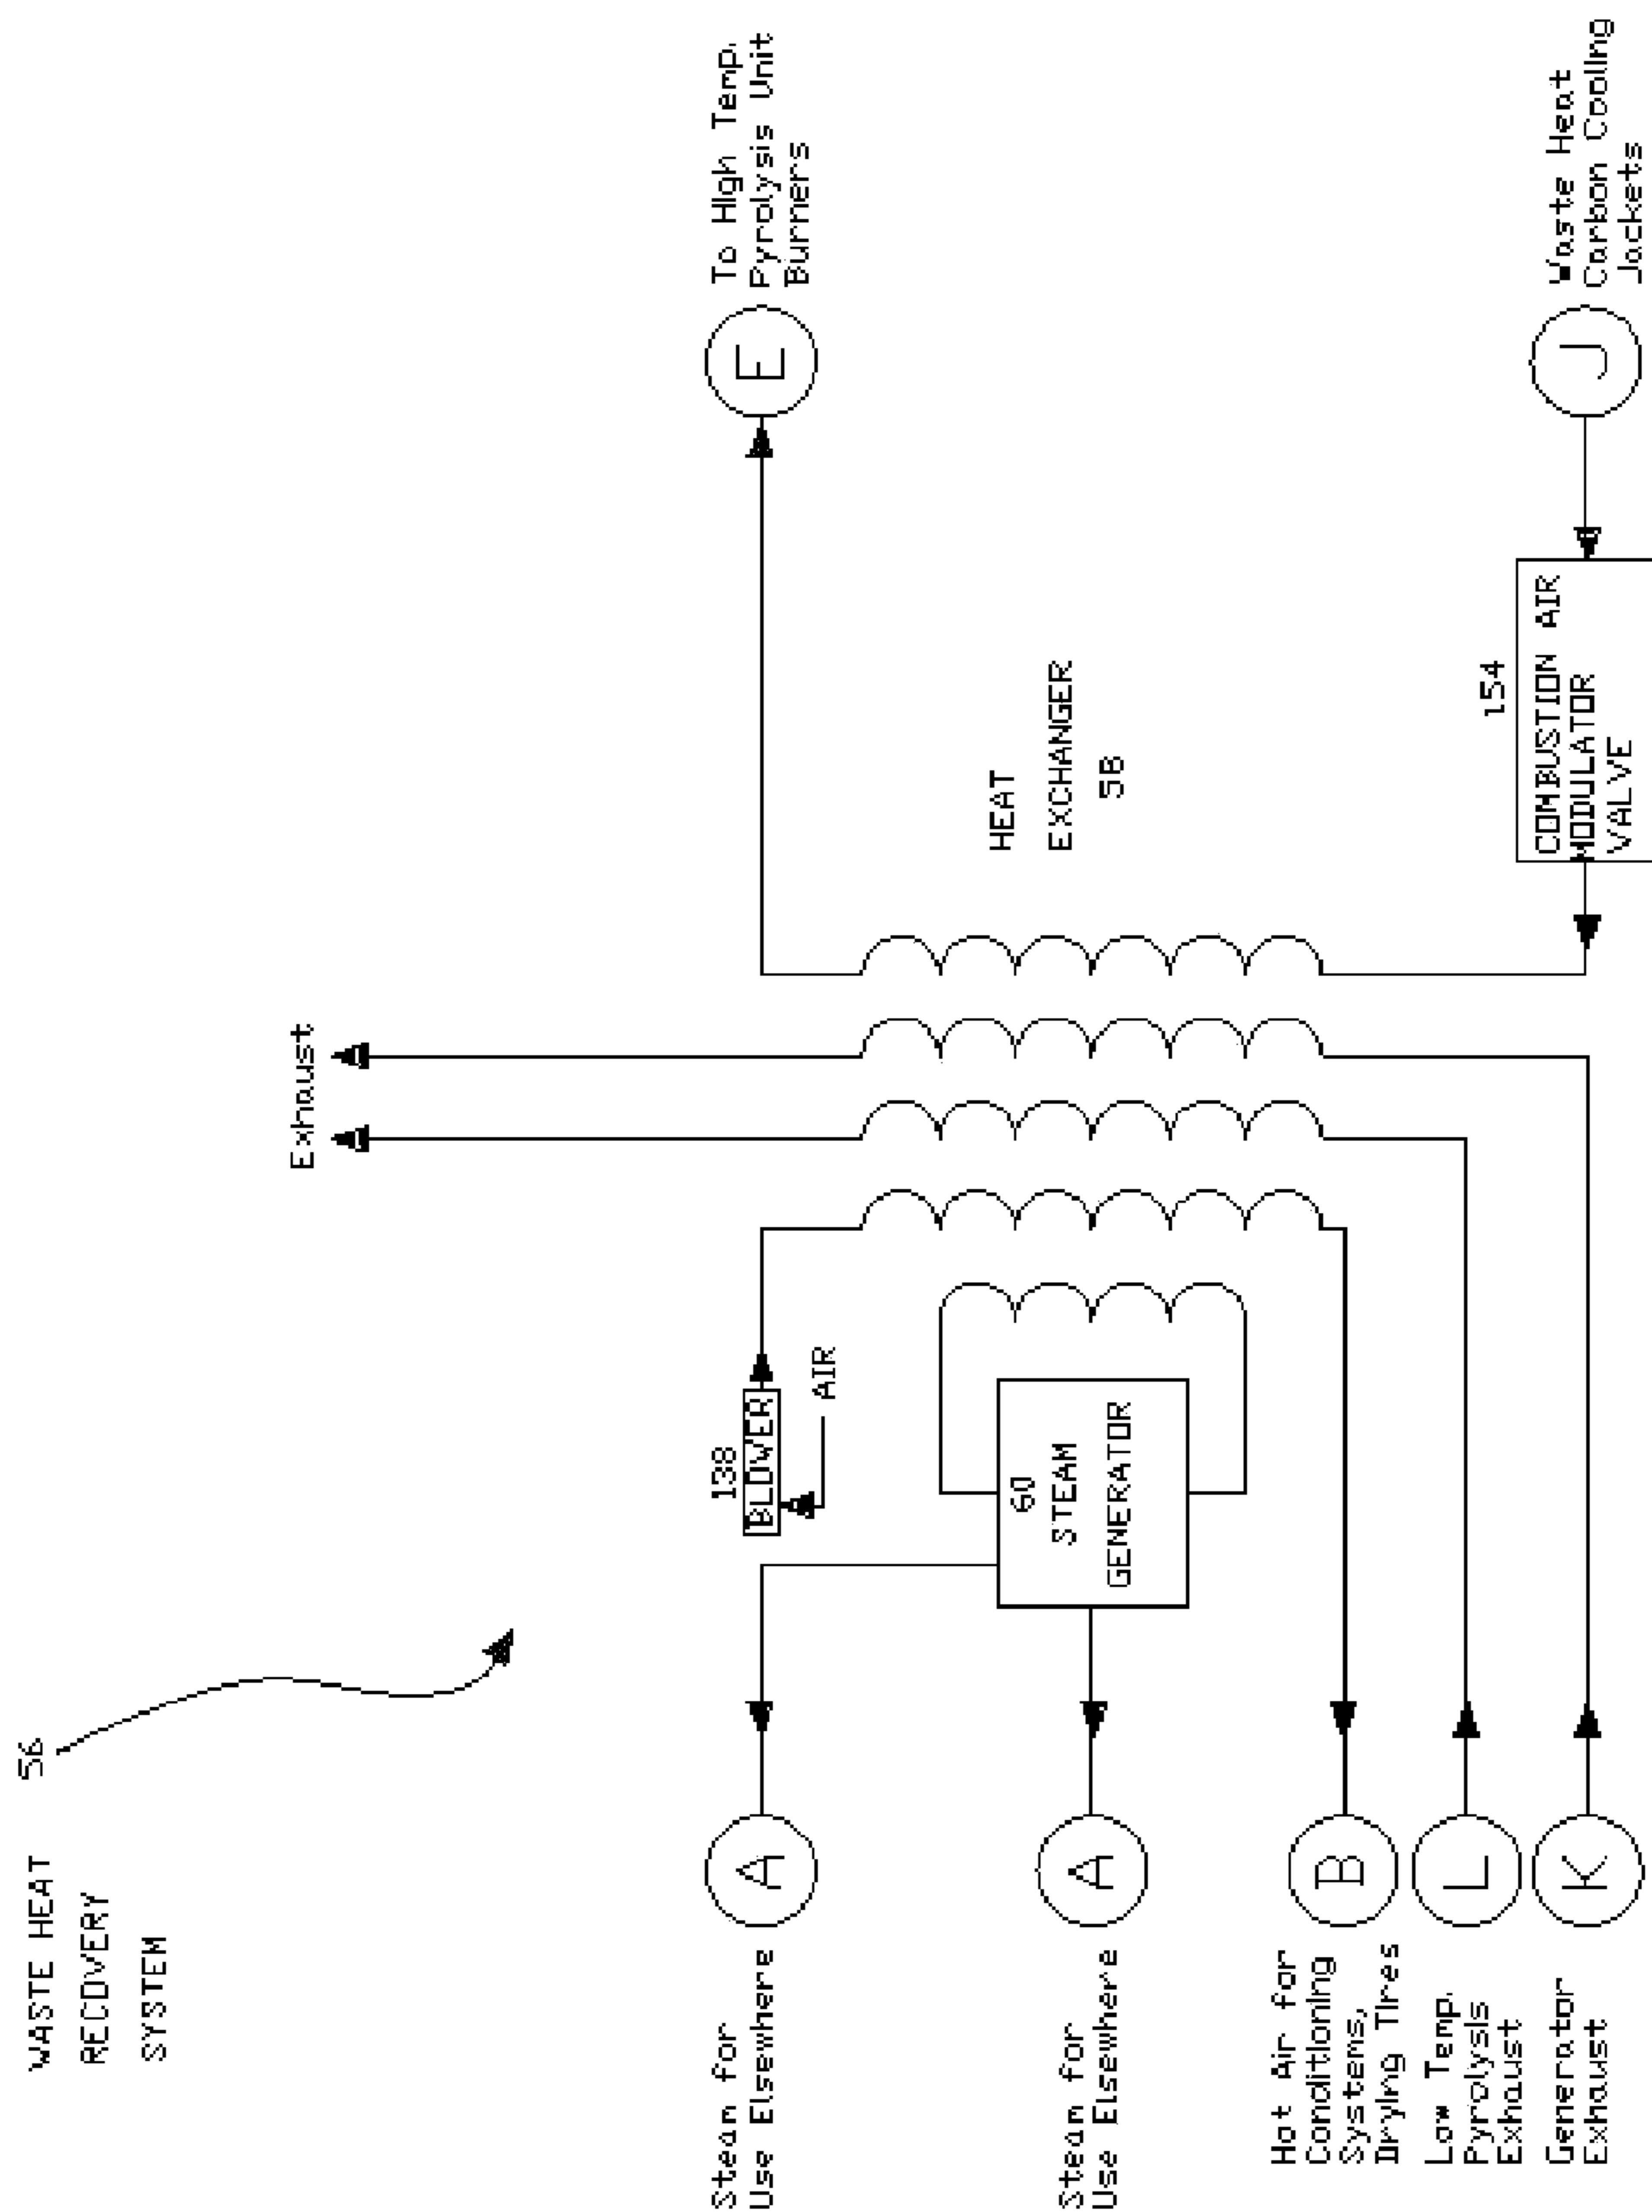 WASTE HEAT 56
RECOVERY
SYSTEM
Exhaust
Steam for
Use Elsewhere
A
138
BLOWER
AIR
E
To High Temp.
Pyrolysis Unit
Burners
Steam for
Use Elsewhere
A
60
STEAM
GENERATOR
HEAT
EXCHANGER
58
Hot Air for
Conditioning
Systems,
Drying Tires
B
Low Temp.
Pyrolysis
Exhaust
L
Generator
Exhaust
K
154
COMBUSTION AIR
MODULATOR
VALVE
J
Waste Heat
Carbon Cooling
Jackets